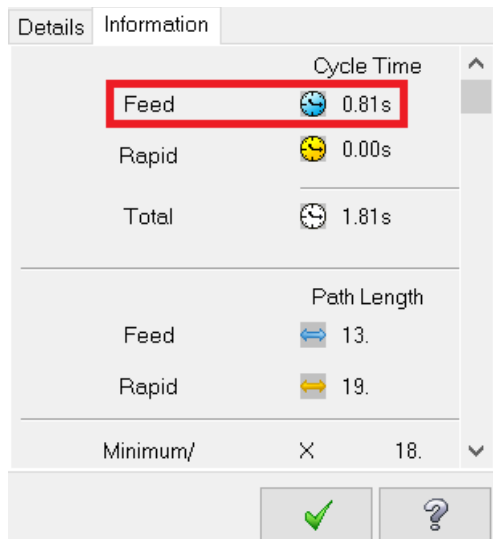 Details Information
Cycle Time
Feed 0.81s
Rapid 0.00s
Total 1.81s
Path Length
Feed 13.
Rapid 19.
Minimum/ X 18.